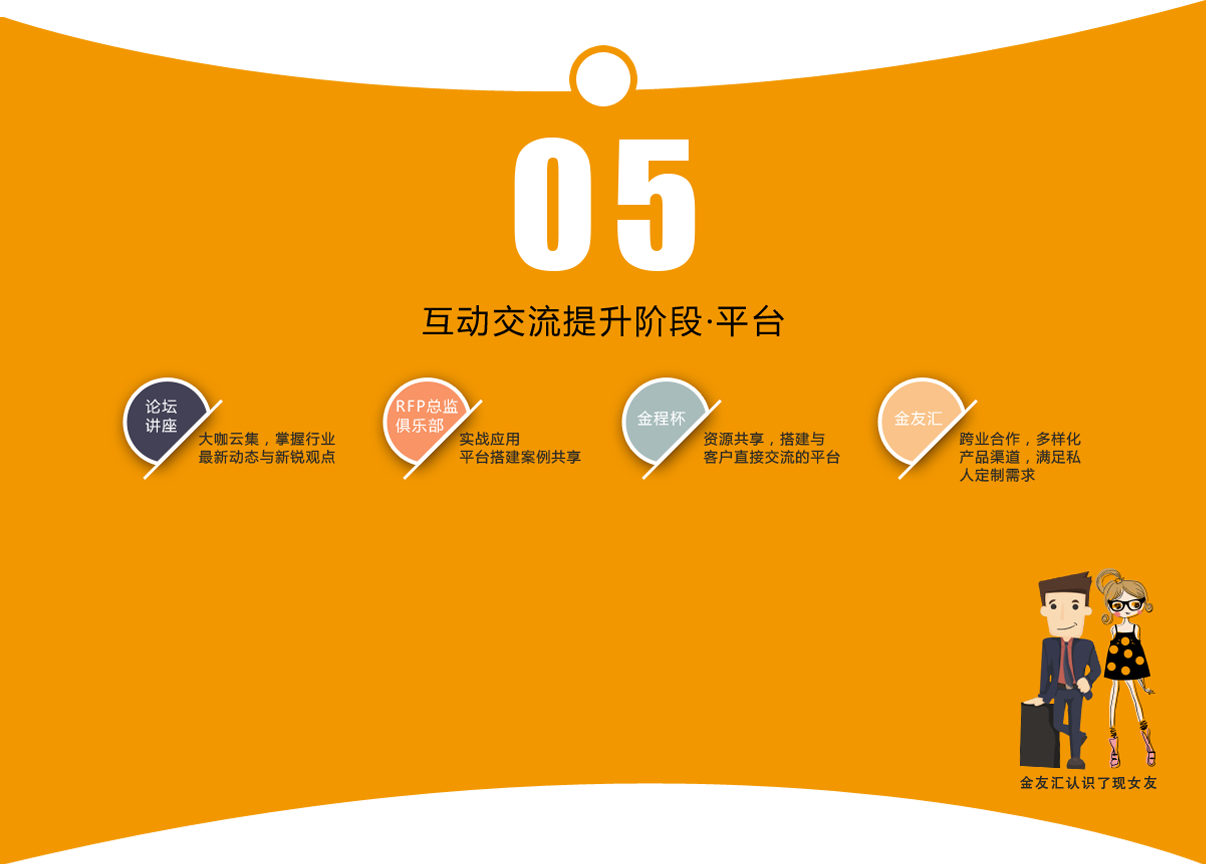 05
互动交流提升阶段·平台
论坛
讲座
大咖云集，掌握行业
最新动态与新锐观点
RFP总监
俱乐部
实战应用
平台搭建案例共享
金程杯
资源共享，搭建与
客户直接交流的平台
金友汇
跨业合作，多样化
产品渠道，满足私
人定制需求
金友汇认识了现女友